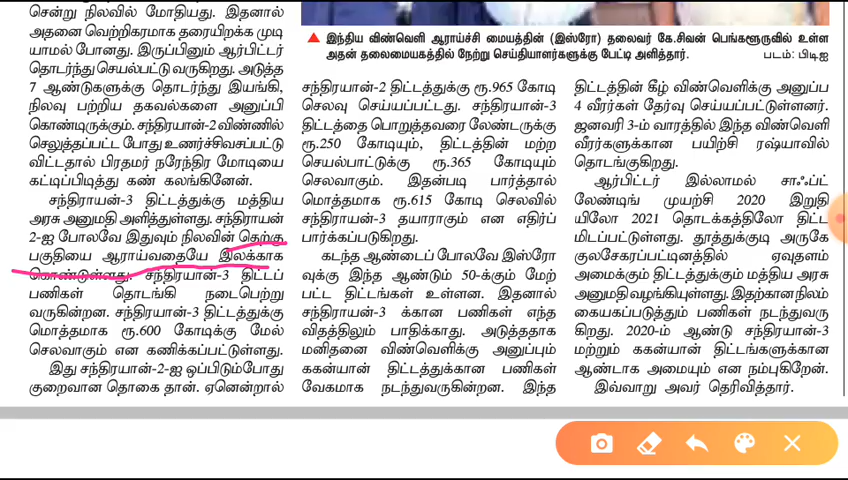 சென்று நிலவில் மோதியது. இதனால்
அதனை வெற்றிகரமாக தரையிறக்க முடி
யாமல் போனது. இருப்பினும் ஆர்பிட்டர்
தொடர்ந்து செயல்பட்டு வருகிறது. அடுத்த
7 ஆண்டுகளுக்கு தொடர்ந்து இயங்கி,
நிலவு பற்றிய தகவல்களை அனுப்பி
கொண்டிருக்கும். சந்திரயான்-2 விண்ணில்
செலுத்தப்பட்ட போது உணர்ச்சிவசப்பட்டு
விட்டதால் பிரதமர் நரேந்திர மோடியை
கட்டிப்பிடித்து கண் கலங்கினேன்.
சந்திராயன்-3 திட்டத்துக்கு மத்திய
அரசு அனுமதி அளித்துள்ளது. சந்திராயன்
2-ஐ போலவே இதுவும் நிலவின் தெற்கு
பகுதியை ஆராய்வதையே இலக்காக
கொண்டுள்ளது. சந்திரயான்-3 திட்டப்
பணிகள் தொடங்கி நடைபெற்று
வருகின்றன. சந்திரயான்-3 திட்டத்துக்கு
மொத்தமாக ரூ.600 கோடிக்கு மேல்
செலவாகும் என கணிக்கப்பட்டுள்ளது.
இது சந்திரயான்-2-ஐ ஒப்பிடும்போது
குறைவான தொகை தான். ஏனென்றால்
▲ இந்திய விண்வெளி ஆராய்ச்சி மையத்தின் (இஸ்ரோ) தலைவர் கே.சிவன் பெங்களூருவில் உள்ள
அதன் தலைமையகத்தில் நேற்று செய்தியாளர்களுக்கு பேட்டி அளித்தார். படம்: பிடிஐ
சந்திரயான்-2 திட்டத்துக்கு ரூ.965 கோடி
செலவு செய்யப்பட்டது. சந்திரயான்-3
திட்டத்தை பொறுத்தவரை லேண்டருக்கு
ரூ.250 கோடியும், திட்டத்தின் மற்ற
செயல்பாட்டுக்கு ரூ.365 கோடியும்
செலவாகும். இதன்படி பார்த்தால்
மொத்தமாக ரூ.615 கோடி செலவில்
சந்திரயான்-3 தயாராகும் என எதிர்ப்
பார்க்கப்படுகிறது.
கடந்த ஆண்டைப் போலவே இஸ்ரோ
வுக்கு இந்த ஆண்டும் 50-க்கும் மேற்
பட்ட திட்டங்கள் உள்ளன. இதனால்
சந்திராயன்-3 க்கான பணிகள் எந்த
விதத்திலும் பாதிக்காது. அடுத்ததாக
மனிதனை விண்வெளிக்கு அனுப்பும்
ககன்யான் திட்டத்துக்கான பணிகள்
வேகமாக நடந்துவருகின்றன. இந்த
திட்டத்தின் கீழ் விண்வெளிக்கு அனுப்ப
4 வீரர்கள் தேர்வு செய்யப்பட்டுள்ளனர்.
ஜனவரி 3-ம் வாரத்தில் இந்த விண்வெளி
வீரர்களுக்கான பயிற்சி ரஷ்யாவில்
தொடங்குகிறது.
ஆர்பிட்டர் இல்லாமல் சாஃப்ட்
லேண்டிங் முயற்சி 2020 இறுதி
யிலோ 2021 தொடக்கத்திலோ திட்ட
மிடப்பட்டுள்ளது. தூத்துக்குடி அருகே
குலசேகரப்பட்டினத்தில் ஏவுதளம்
அமைக்கும் திட்டத்துக்கும் மத்திய அரசு
அனுமதி வழங்கியுள்ளது. இதற்கான நிலம்
கையகப்படுத்தும் பணிகள் நடந்துவரு
கிறது. 2020-ம் ஆண்டு சந்திரயான்-3
மற்றும் ககன்யான் திட்டங்களுக்கான
ஆண்டாக அமையும் என நம்புகிறேன்.
இவ்வாறு அவர் தெரிவித்தார்.